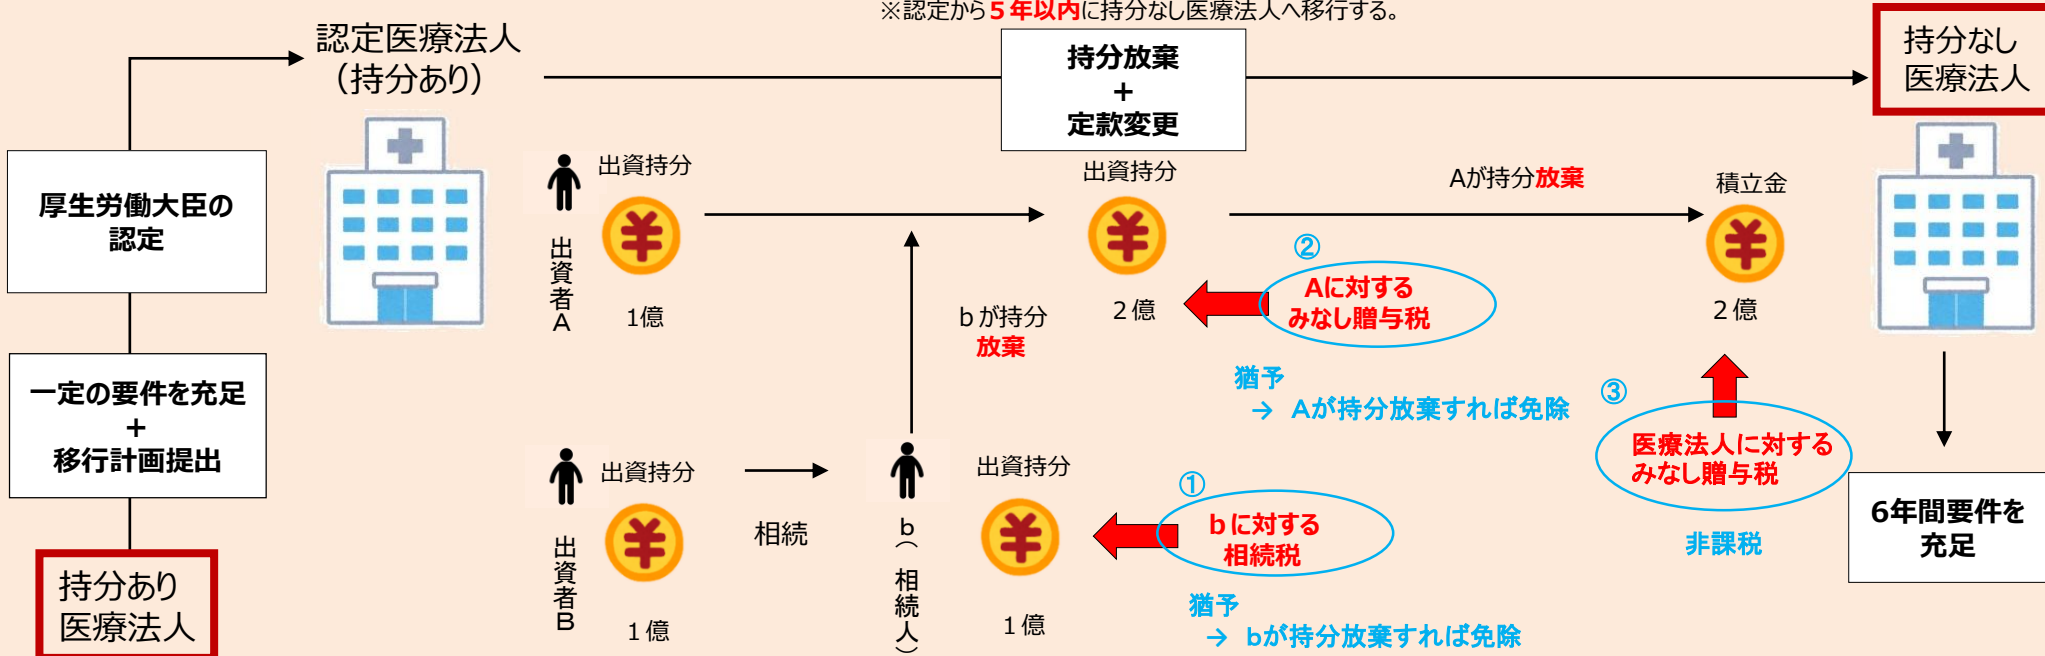 ※認定から５年以内に持分なし医療法人へ移行する。
認定医療法人
（持分あり）
持分放棄
+
定款変更
持分なし
医療法人
厚生労働大臣の
認定
一定の要件を充足
+
移行計画提出
持分あり
医療法人
出資持分
出資者Ａ
1億
出資持分
２億
Aが持分放棄
積立金
２億
②
Aに対する
みなし贈与税
猶予
→ Aが持分放棄すれば免除
ｂが持分
放棄
出資持分
出資者Ｂ
１億
相続
ｂ（相続人）
出資持分
１億
①
ｂに対する
相続税
猶予
→ bが持分放棄すれば免除
③
医療法人に対する
みなし贈与税
非課税
6年間要件を
充足